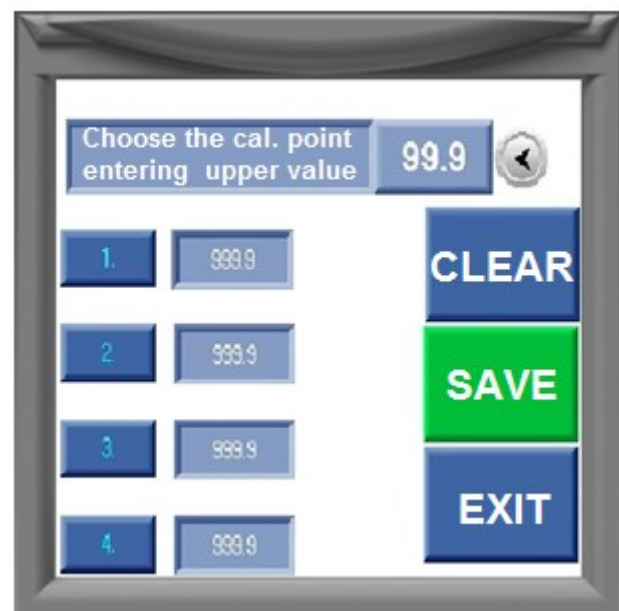 Choose the cal. point
entering upper value
99.9
1.
999.9
CLEAR
2.
999.9
SAVE
3.
999.9
4.
999.9
EXIT